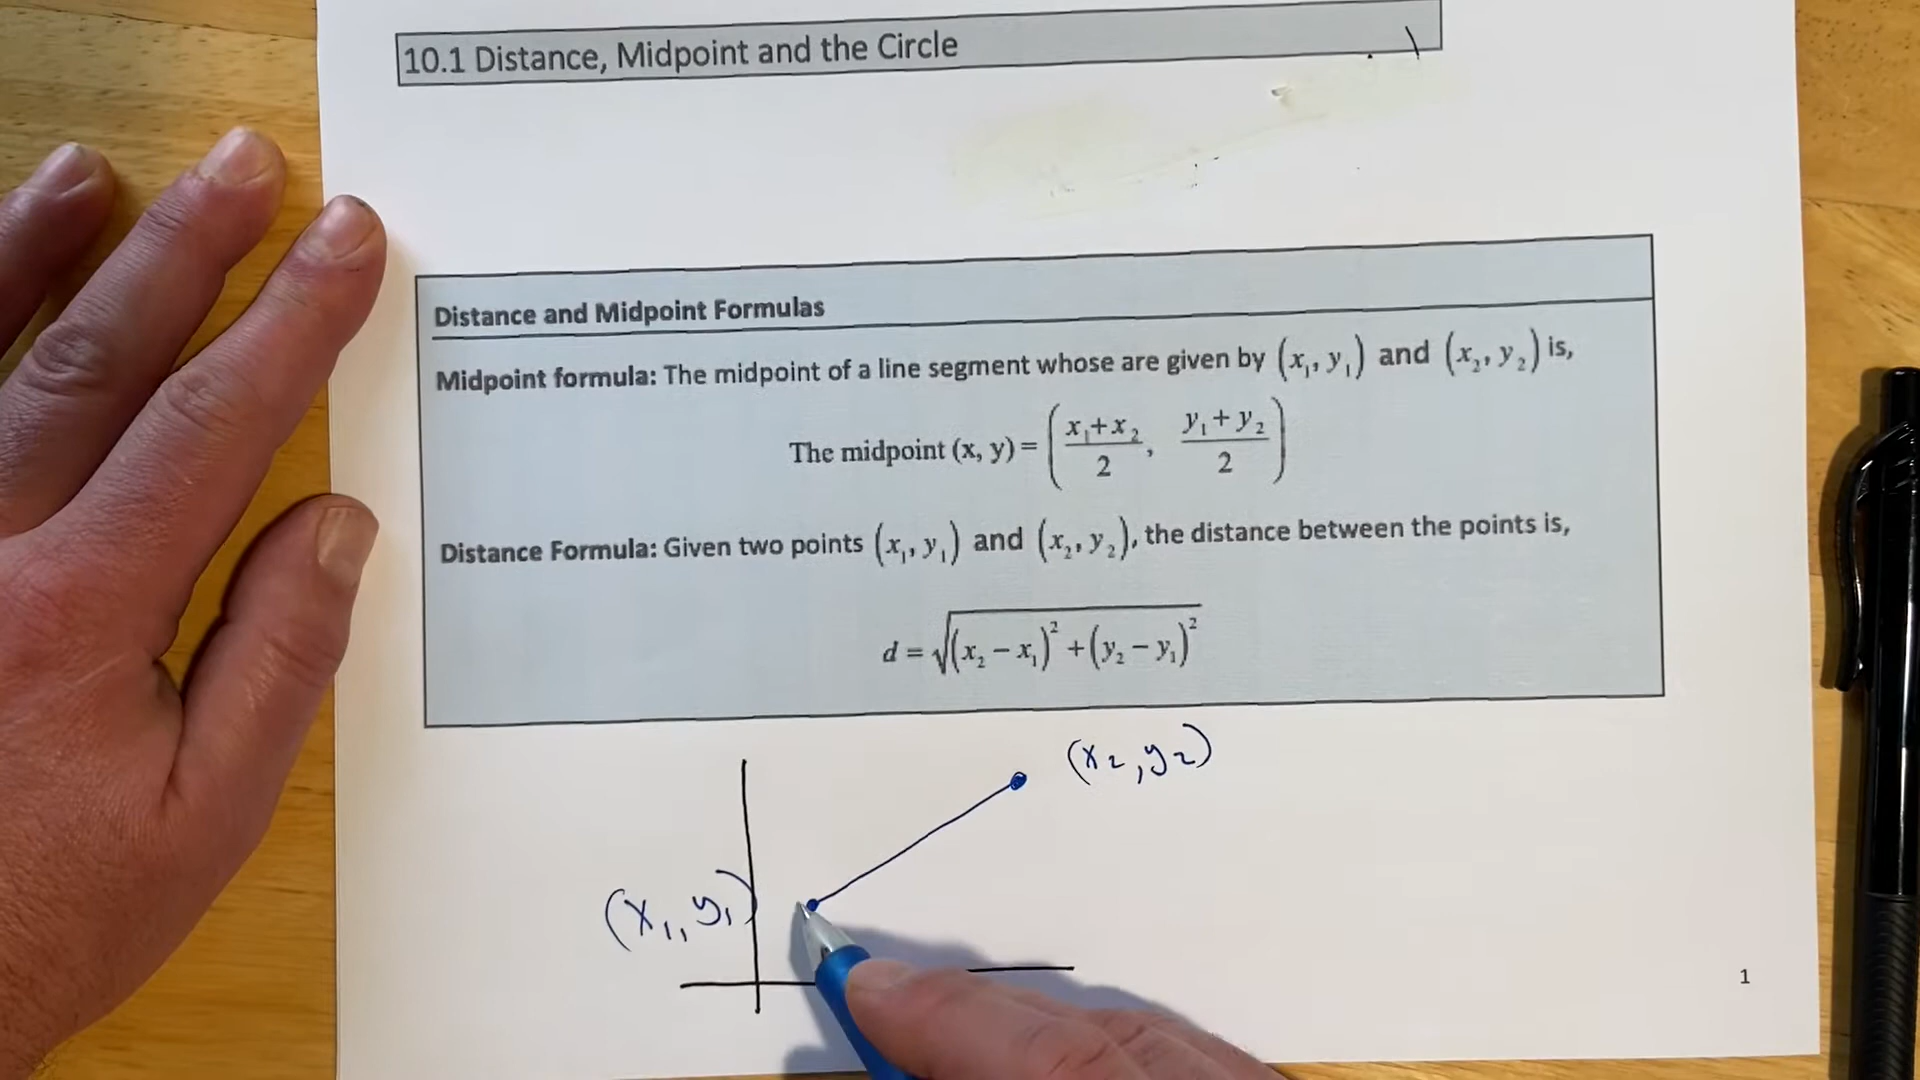 10.1 Distance, Midpoint and the Circle
Distance and Midpoint Formulas
Midpoint formula: The midpoint of a line segment whose are given by (x₁, y₁) and (x₂, y₂) is,
The midpoint (x, y) = ( (x₁+x₂)/2 , (y₁+y₂)/2 )
Distance Formula: Given two points (x₁, y₁) and (x₂, y₂), the distance between the points is,
d = √((x₂ − x₁)² + (y₂ − y₁)²)
(x₂, y₂)
(x₁, y₁)
1